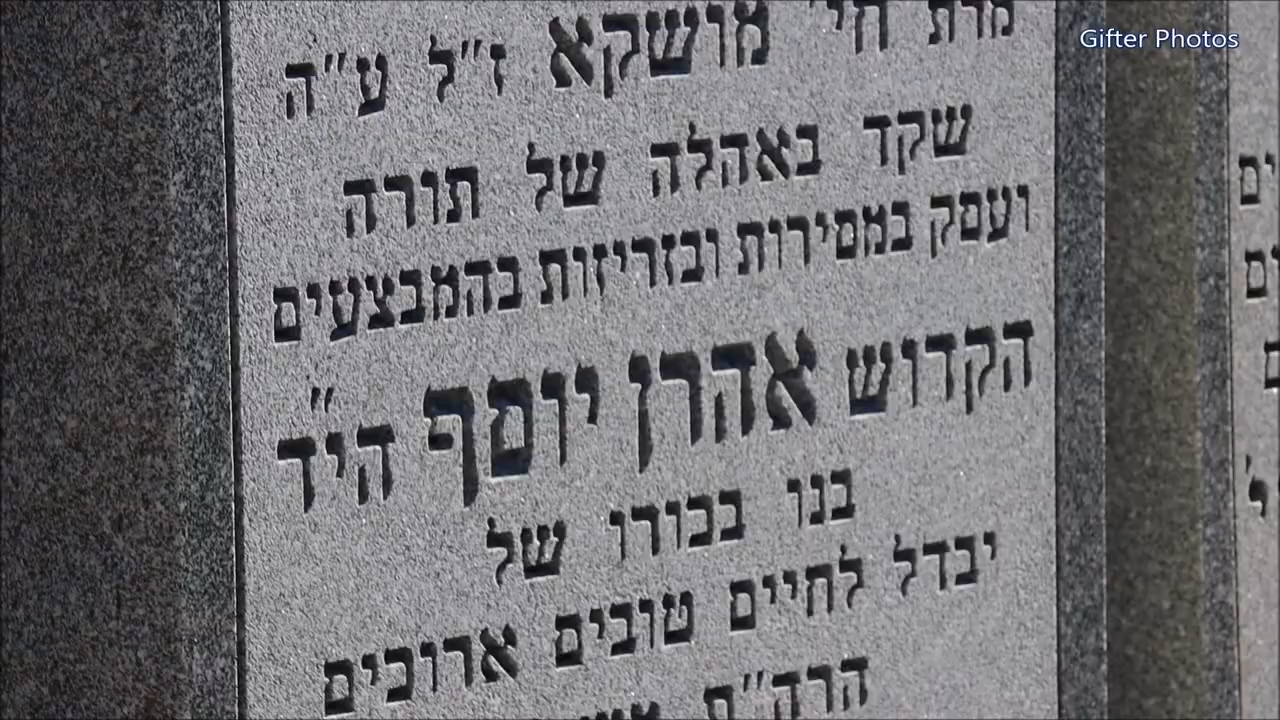 Gifter Photos
מרת חי' מושקא ז"ל ע"ה
שקד באהלה של תורה
ועסק במסירות ובזריזות בהמבצעים
הקדוש אהרן יוסף הי"ד
בנו בכורו של
יבדל לחיים טובים ארוכים
הרה"ת